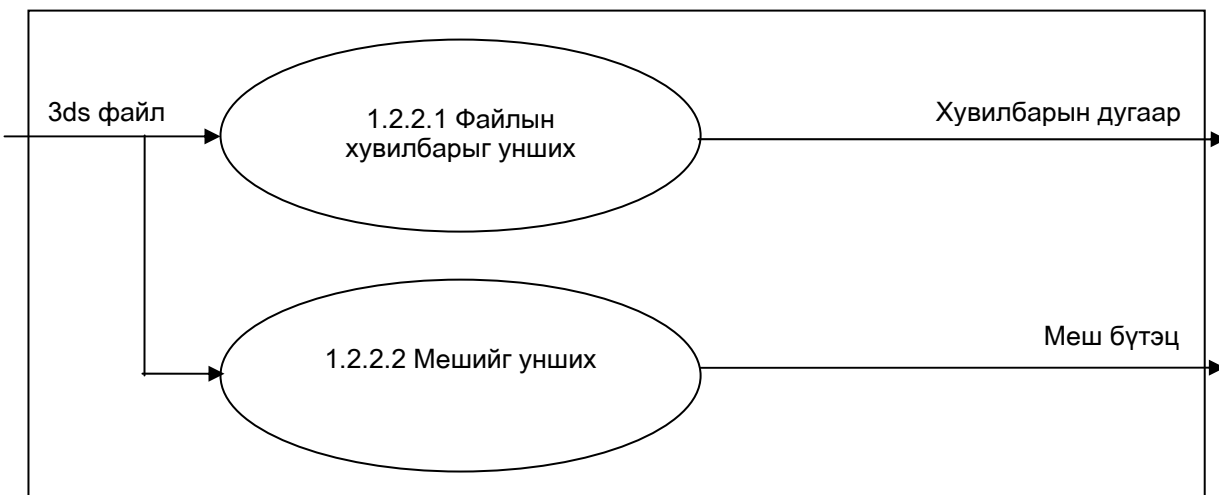 3ds файл
1.2.2.1 Файлын
хувилбарыг унших
Хувилбарын дугаар
1.2.2.2 Мешийг унших
Меш бүтэц